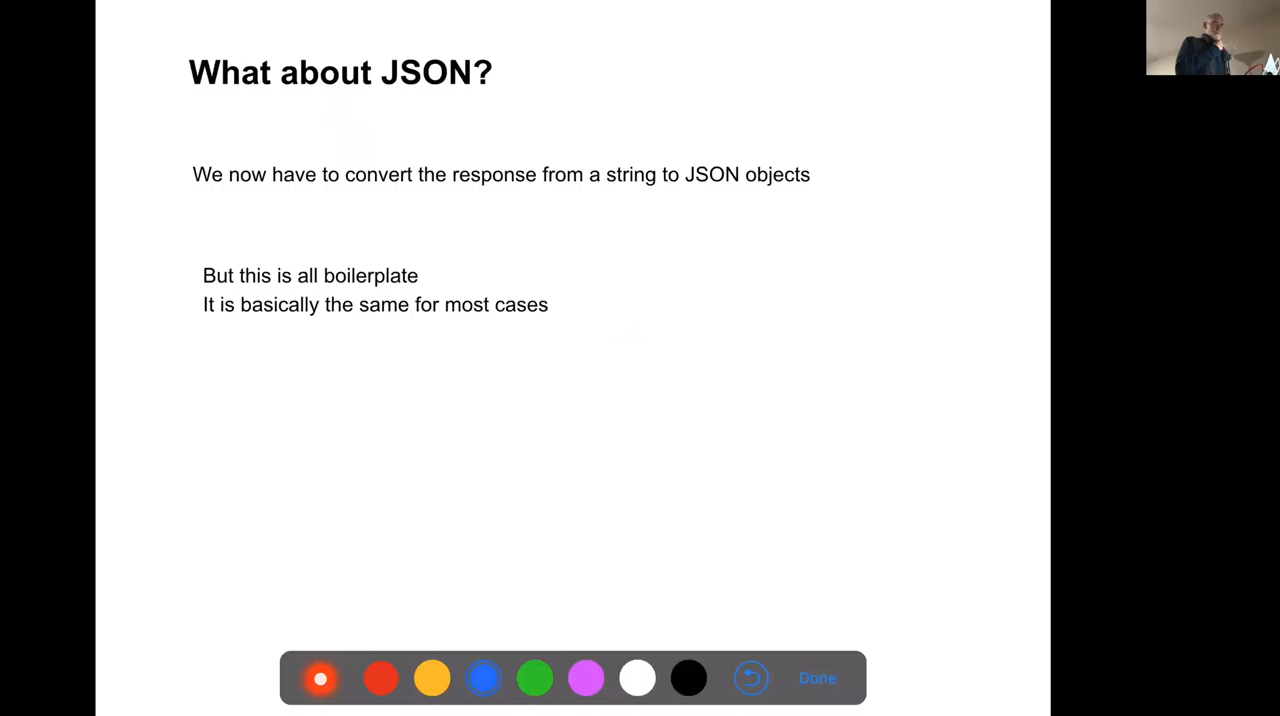 What about JSON?
We now have to convert the response from a string to JSON objects
But this is all boilerplate
It is basically the same for most cases
Done